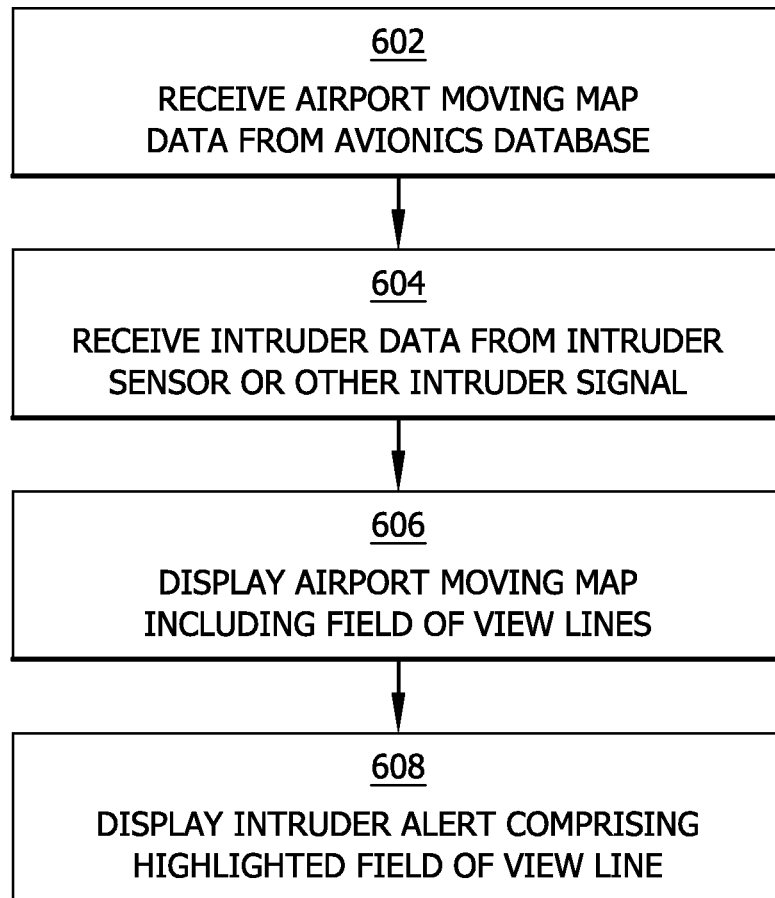 602
RECEIVE AIRPORT MOVING MAP
DATA FROM AVIONICS DATABASE
604
RECEIVE INTRUDER DATA FROM INTRUDER
SENSOR OR OTHER INTRUDER SIGNAL
606
DISPLAY AIRPORT MOVING MAP
INCLUDING FIELD OF VIEW LINES
608
DISPLAY INTRUDER ALERT COMPRISING
HIGHLIGHTED FIELD OF VIEW LINE